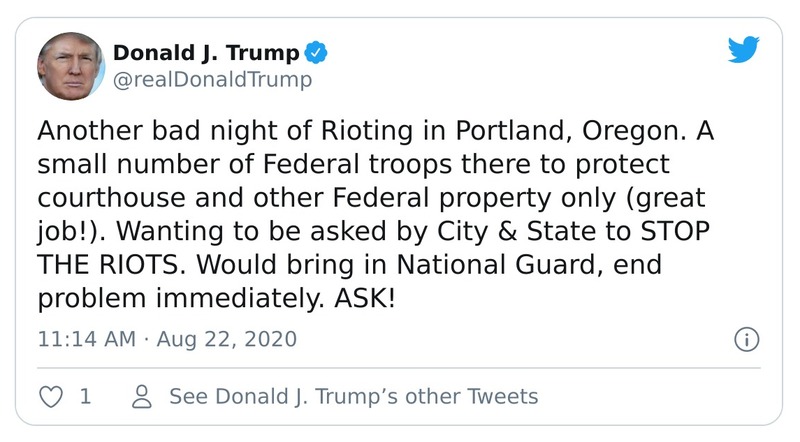 Donald J. Trump
@realDonaldTrump
Another bad night of Rioting in Portland, Oregon. A
small number of Federal troops there to protect
courthouse and other Federal property only (great
job!). Wanting to be asked by City & State to STOP
THE RIOTS. Would bring in National Guard, end
problem immediately. ASK!
11:14 AM · Aug 22, 2020
1 See Donald J. Trump’s other Tweets